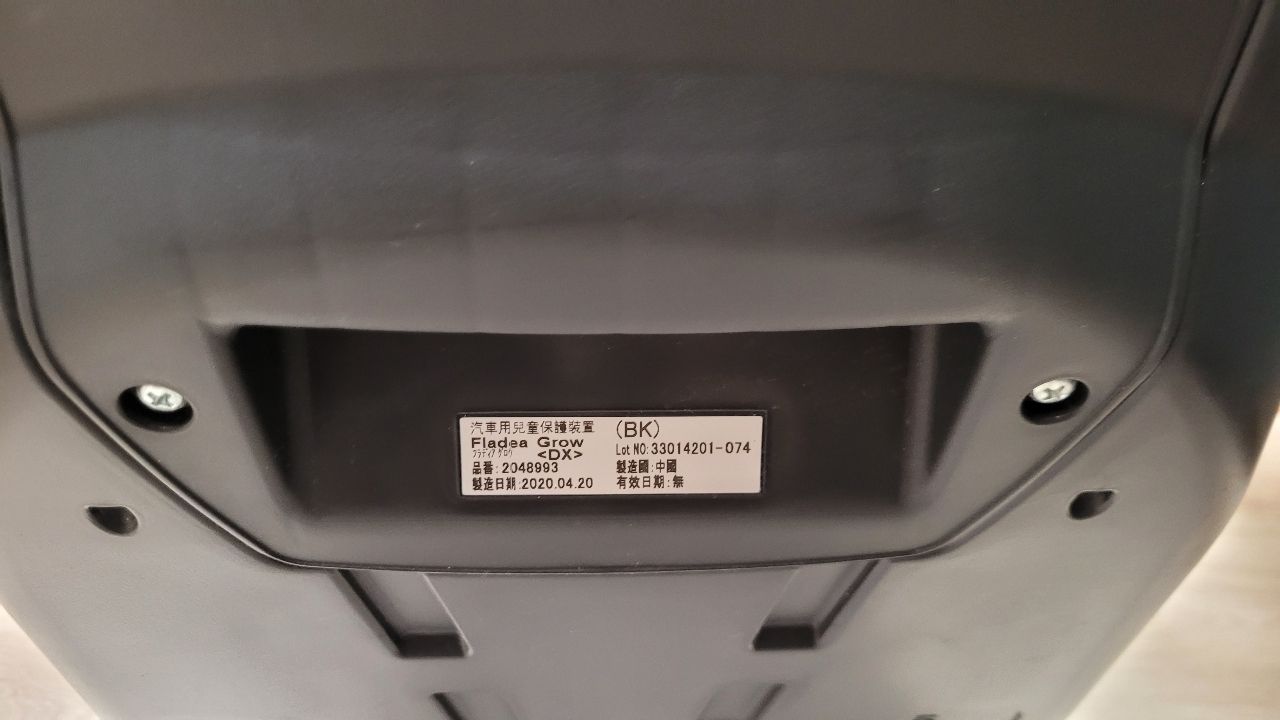 汽車用兒童保護裝置 (BK)
Fladea Grow Lot NO:33014201-074
フラディア グロウ <DX>
品番:2048993 製造國:中國
製造日期:2020.04.20 有效日期:無